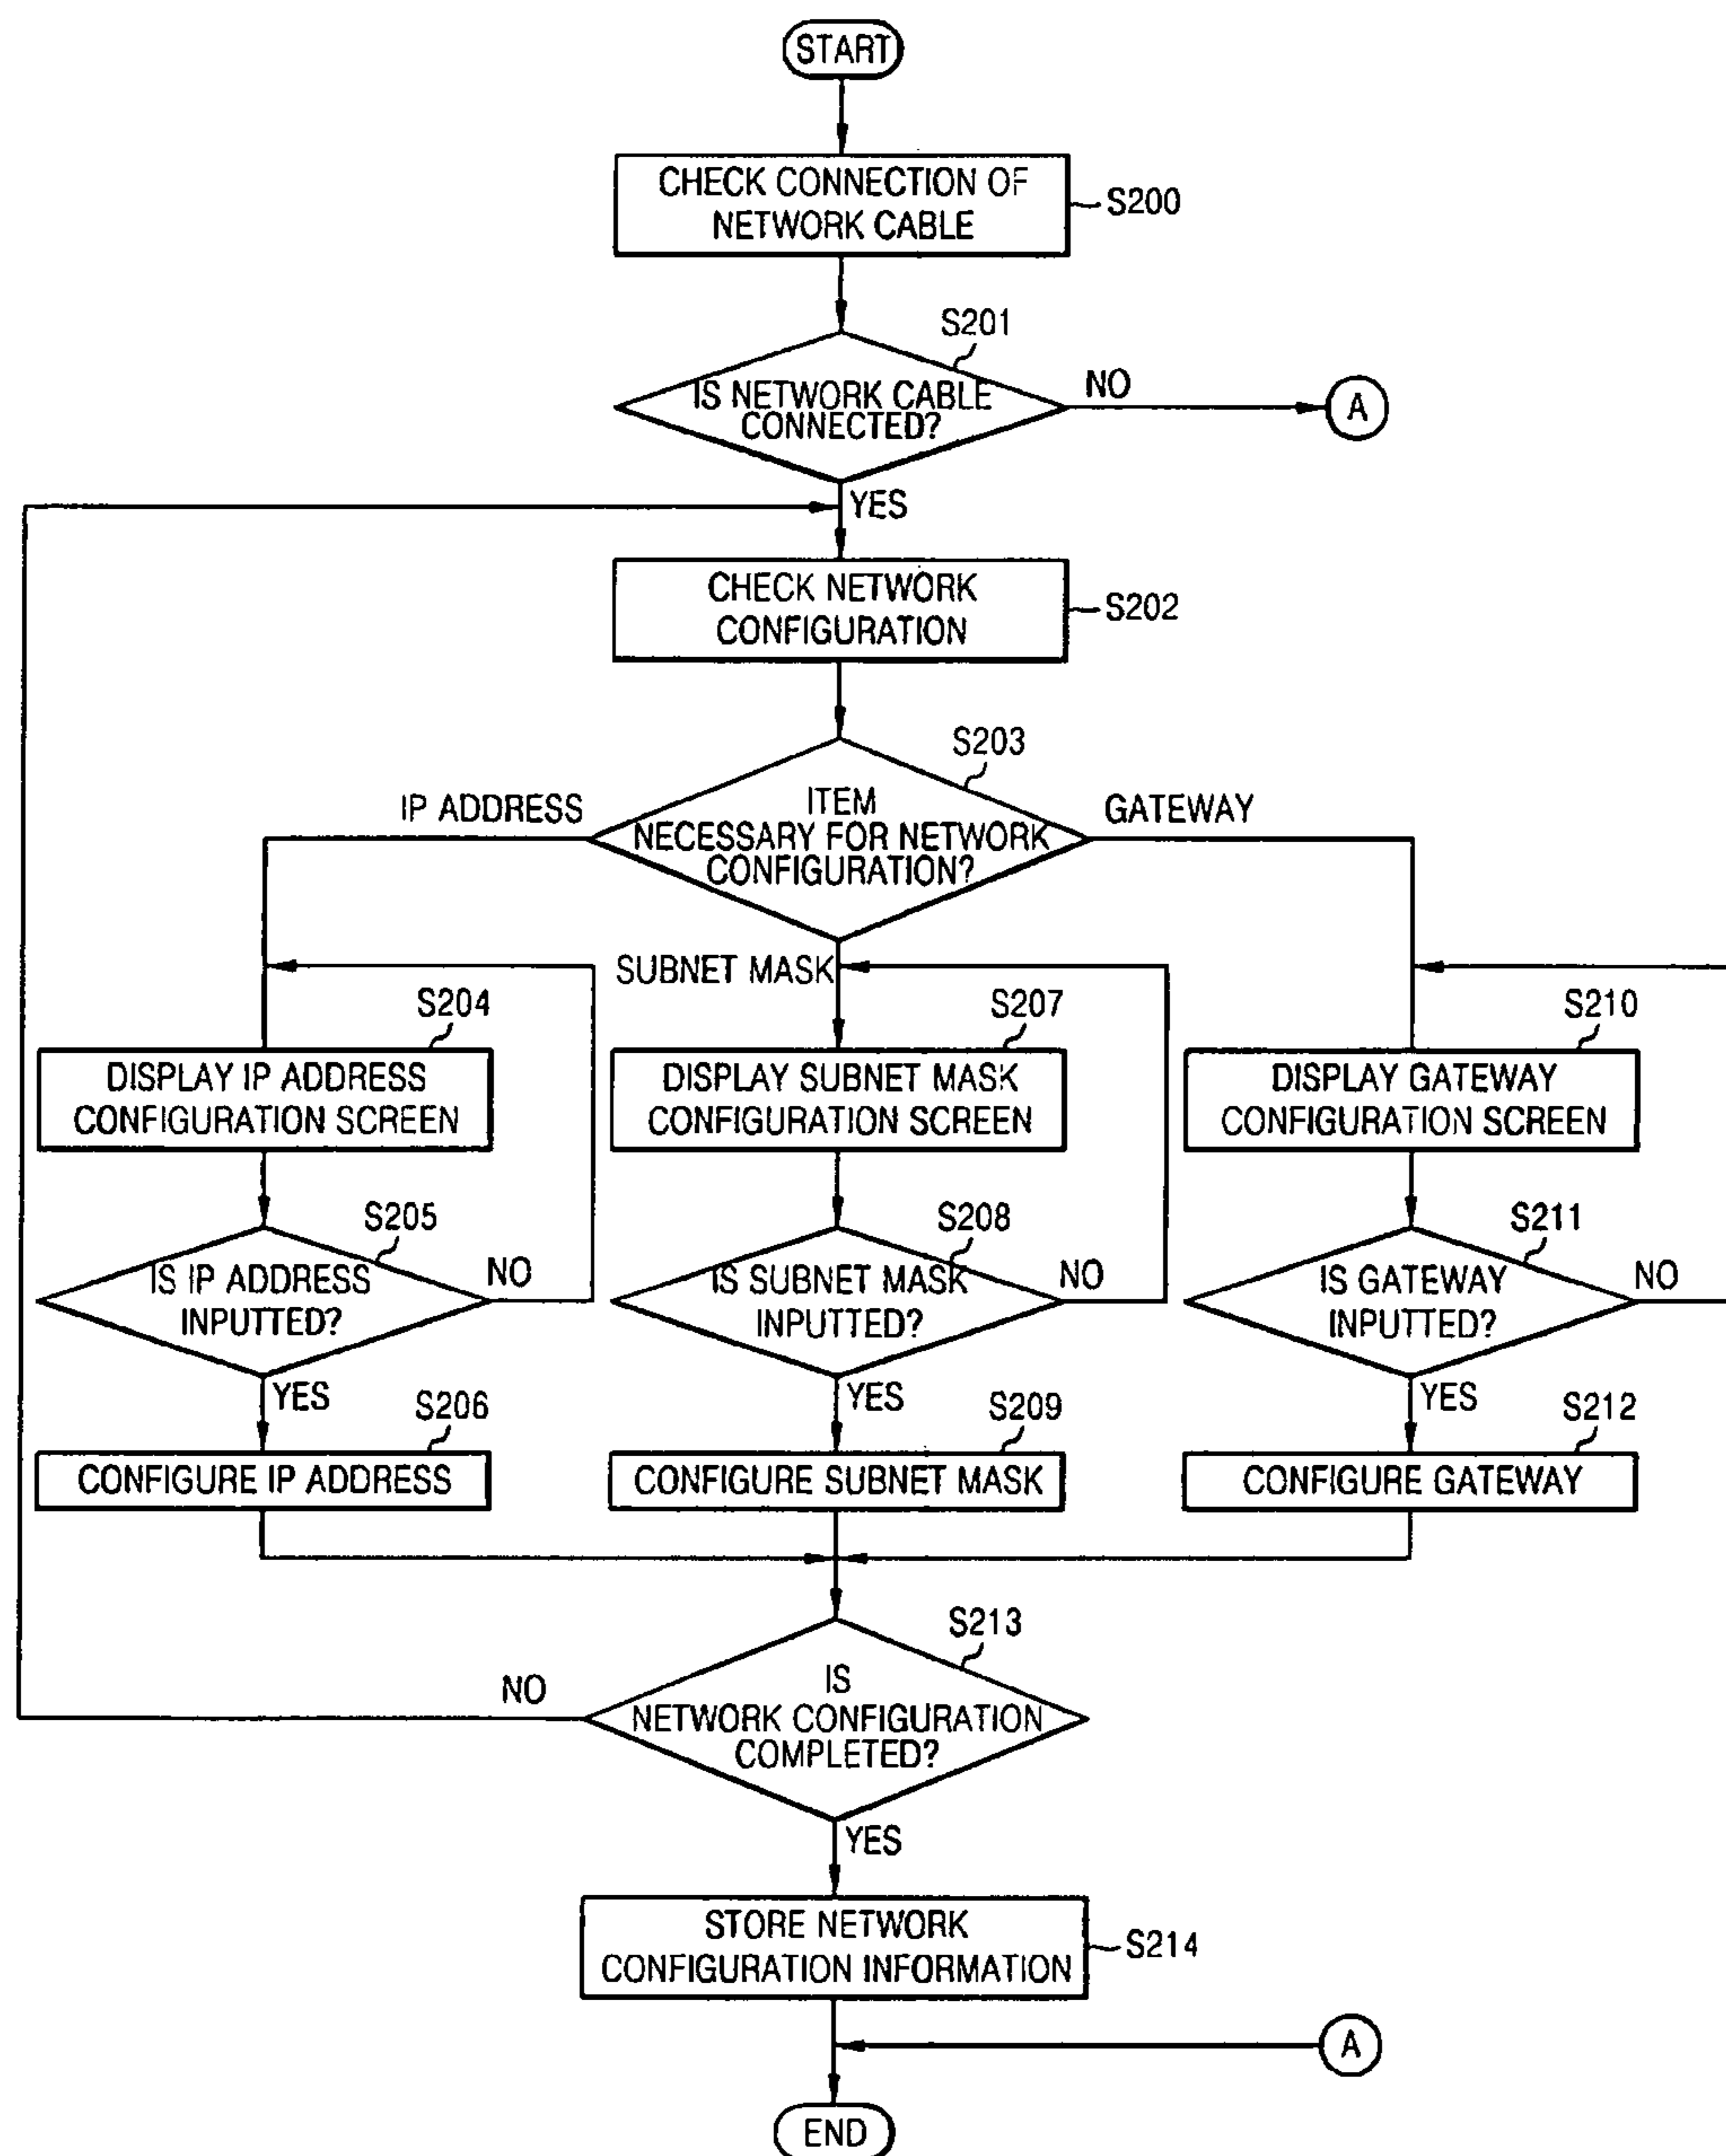 START
CHECK CONNECTION OF
NETWORK CABLE
S200
S201
IS NETWORK CABLE
CONNECTED?
NO
A
YES
CHECK NETWORK
CONFIGURATION
S202
S203
ITEM
NECESSARY FOR NETWORK
CONFIGURATION?
IP ADDRESS
GATEWAY
SUBNET MASK
S204
DISPLAY IP ADDRESS
CONFIGURATION SCREEN
S207
DISPLAY SUBNET MASK
CONFIGURATION SCREEN
S210
DISPLAY GATEWAY
CONFIGURATION SCREEN
S205
IS IP ADDRESS
INPUTTED?
NO
S208
IS SUBNET MASK
INPUTTED?
NO
S211
IS GATEWAY
INPUTTED?
NO
YES
YES
YES
S206
CONFIGURE IP ADDRESS
S209
CONFIGURE SUBNET MASK
S212
CONFIGURE GATEWAY
S213
IS
NETWORK CONFIGURATION
COMPLETED?
NO
YES
STORE NETWORK
CONFIGURATION INFORMATION
S214
A
END